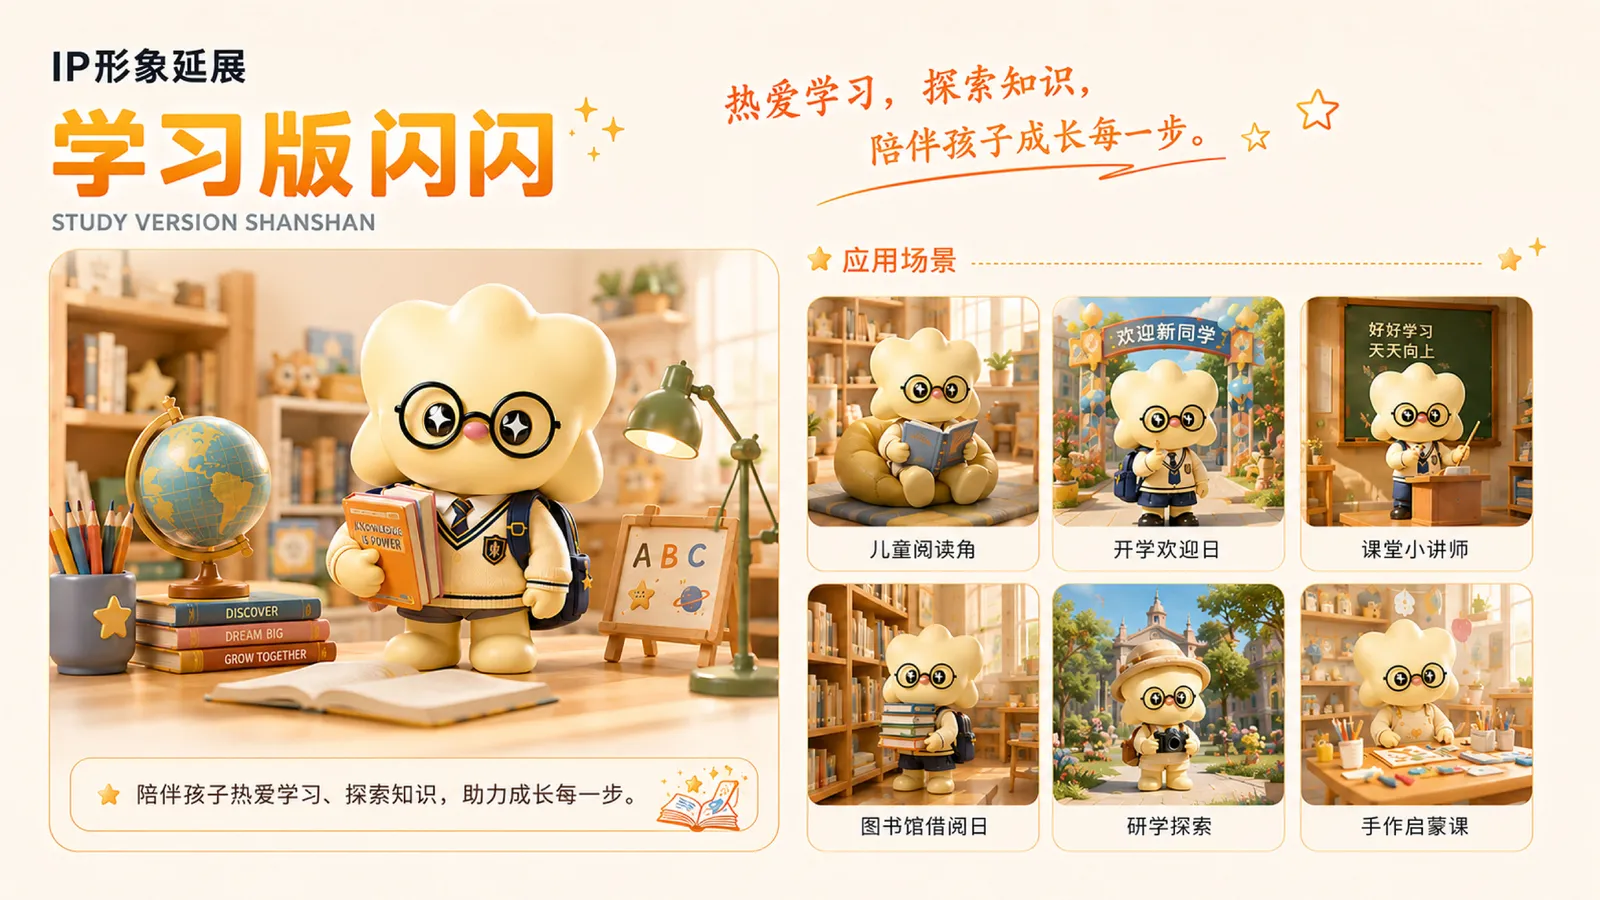 IP形象延展
学习版闪闪
STUDY VERSION SHANSHAN
热爱学习，探索知识，
陪伴孩子成长每一步。
KNOWLEDGE
IS POWER
A B C
DISCOVER
DREAM BIG
GROW TOGETHER
陪伴孩子热爱学习、探索知识，助力成长每一步。
应用场景
欢迎新同学
好好学习
天天向上
儿童阅读角
开学欢迎日
课堂小讲师
图书馆借阅日
研学探索
手作启蒙课